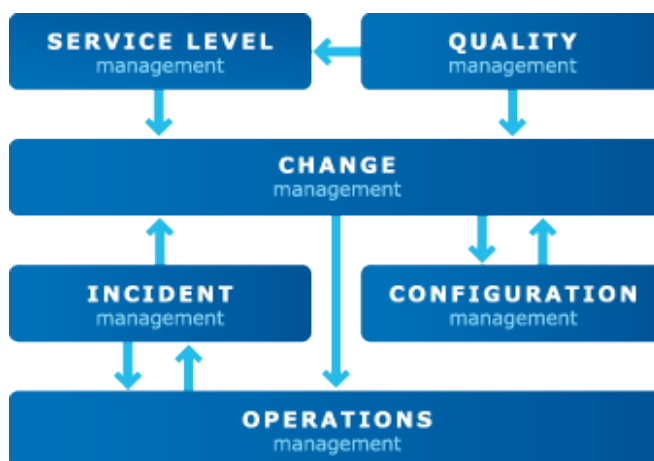 SERVICE LEVEL
management
QUALITY
management
CHANGE
management
INCIDENT
management
CONFIGURATION
management
OPERATIONS
management